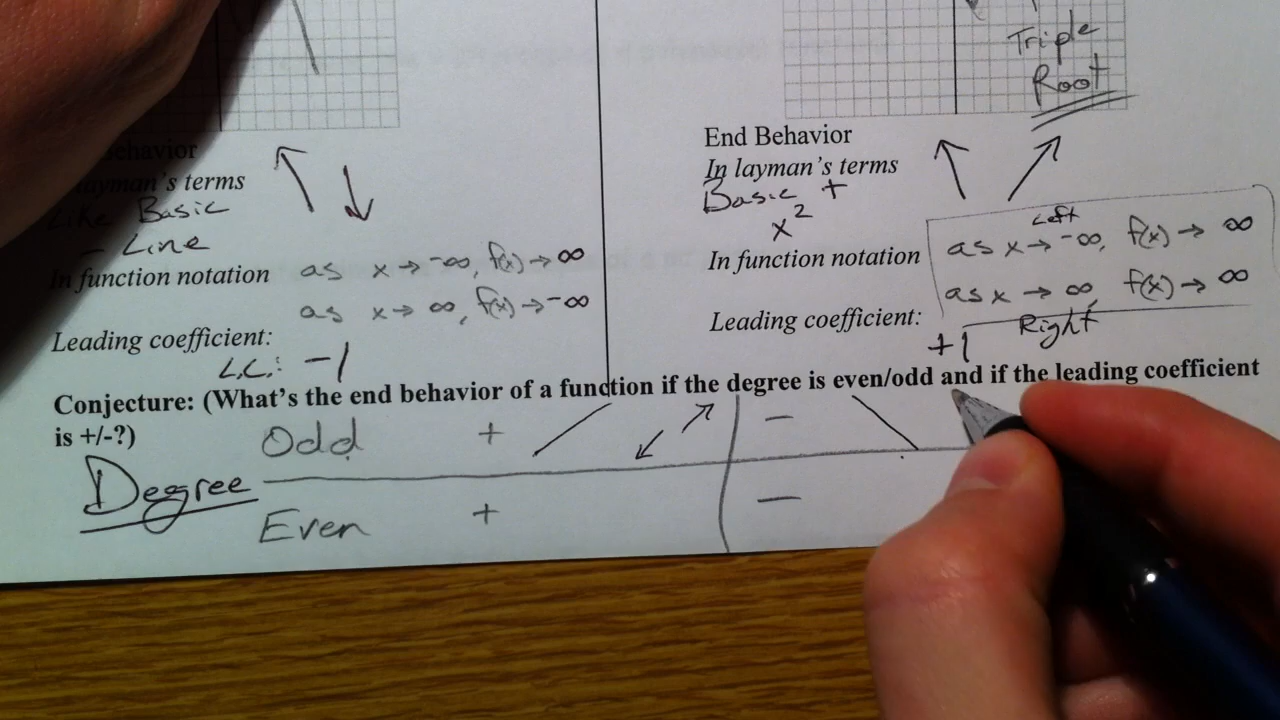 Triple
Root
Behavior
layman's terms
Like Basic
- Line
In function notation
as x → -∞, f(x) → ∞
as x → ∞, f(x) → -∞
Leading coefficient:
L.C.: -1
End Behavior
In layman's terms
Basic +
x²
In function notation
Left
as x → -∞, f(x) → ∞
as x → ∞, f(x) → ∞
Right
Leading coefficient:
+1
Conjecture: (What's the end behavior of a function if the degree is even/odd and if the leading coefficient
is +/-?)
Degree
Odd + -
Even + -